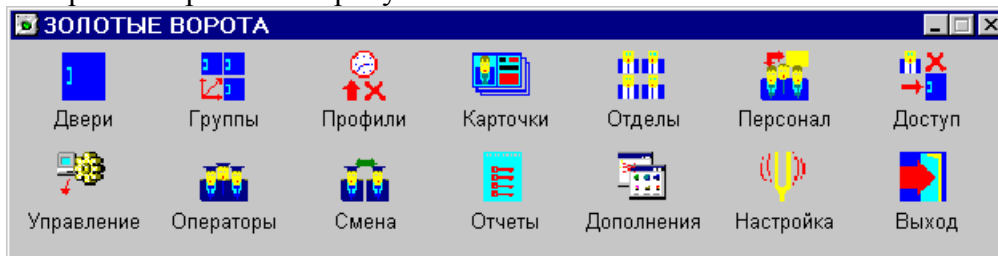 ЗОЛОТЫЕ ВОРОТА
Двери Группы Профили Карточки Отделы Персонал Доступ
Управление Операторы Смена Отчеты Дополнения Настройка Выход